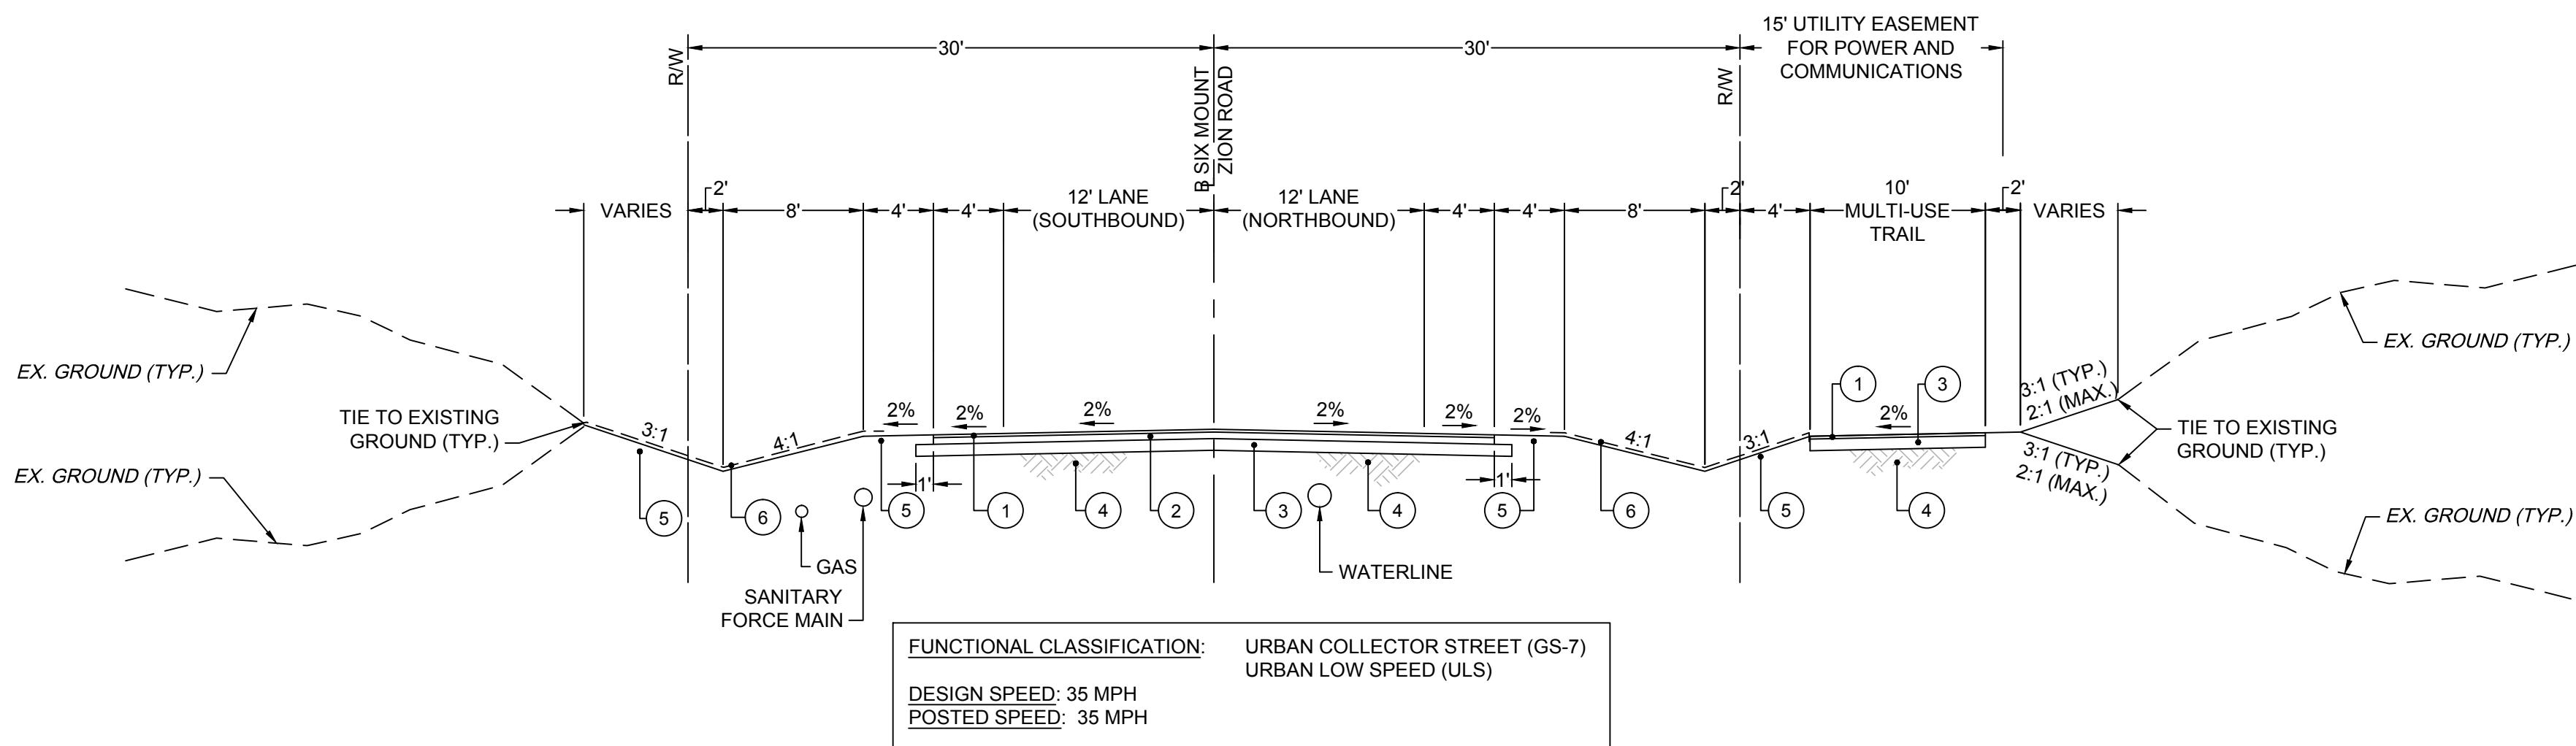 15' UTILITY EASEMENT
FOR POWER AND
COMMUNICATIONS
30'
30'
R/W
B SIX MOUNT
ZION ROAD
R/W
2'
2'
2'
VARIES
8'
4'
4'
12' LANE
(SOUTHBOUND)
12' LANE
(NORTHBOUND)
4'
4'
8'
4'
10'
MULTI-USE
TRAIL
VARIES
EX. GROUND (TYP.)
EX. GROUND (TYP.)
TIE TO EXISTING
GROUND (TYP.)
3:1
4:1
2%
2%
2%
2%
2%
2%
4:1
3:1
1
3
2%
3:1 (TYP.)
2:1 (MAX.)
3:1 (TYP.)
2:1 (MAX.)
TIE TO EXISTING
GROUND (TYP.)
EX. GROUND (TYP.)
EX. GROUND (TYP.)
1'
1'
5
6
5
1
4
2
3
4
5
6
5
4
GAS
WATERLINE
SANITARY
FORCE MAIN
FUNCTIONAL CLASSIFICATION: URBAN COLLECTOR STREET (GS-7)
URBAN LOW SPEED (ULS)
DESIGN SPEED: 35 MPH
POSTED SPEED: 35 MPH